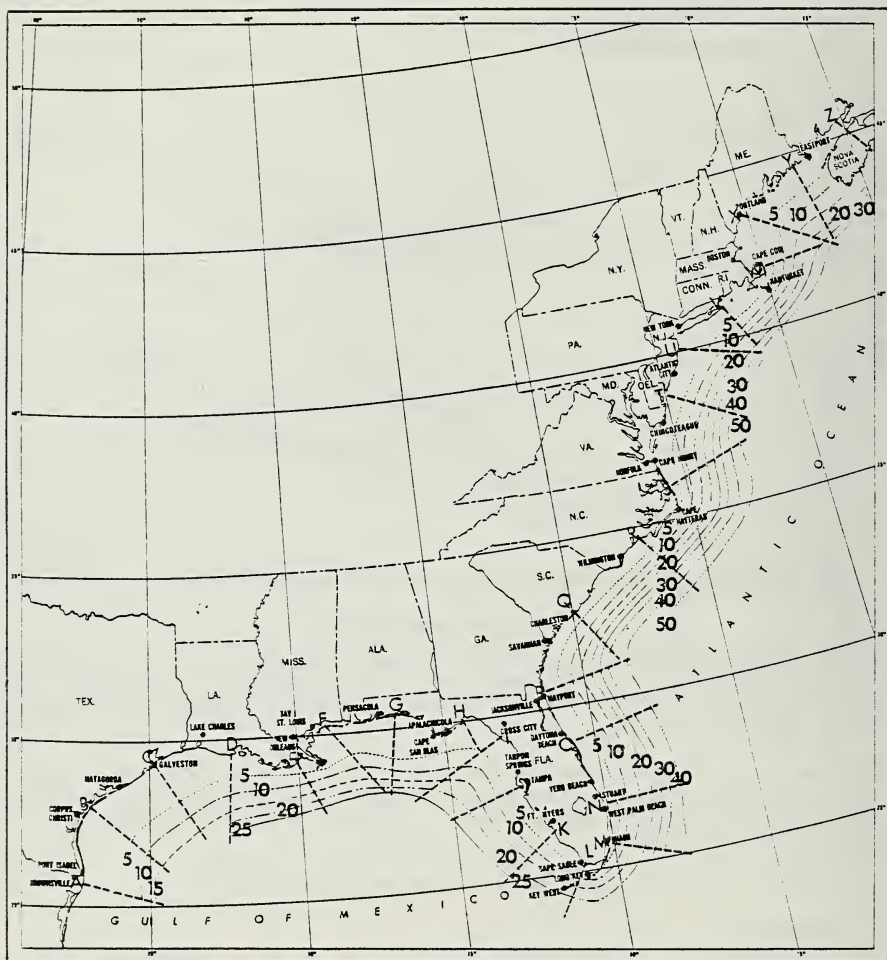 Z
EASTPORT
NOVA SCOTIA
ME.
Y
PORTLAND
X
5 10 20 30
VT.
N.H.
BOSTON
CAPE COD
MASS.
NANTUCKET
CONN.
R.I.
N.Y.
NEW YORK
N.J.
PA.
U
ATLANTIC CITY
5
10
20
30
40
50
MD.
DEL.
CHINCOTEAGUE
VA.
NORFOLK
CAPE HENRY
N.C.
CAPE HATTERAS
R
WILMINGTON
5
10
20
30
40
50
S.C.
Q
CHARLESTON
SAVANNAH
GA.
ALA.
MISS.
LA.
TEX.
P
MAYPORT
JACKSONVILLE
LAKE CHARLES
BAY ST. LOUIS
F
PENSACOLA
G
APALACHICOLA
H
CROSS CITY
DAYTONA BEACH
O
5 10 20 30 40
NEW ORLEANS
E
CAPE SAN BLAS
TARPON SPRINGS
FLA.
TAMPA
VERO BEACH
STUART
N
WEST PALM BEACH
C
GALVESTON
D
MATAGORDA
B
CORPUS CHRISTI
5
10
20
25
5
10
20
25
FT. MYERS
K
L
M
MIAMI
CAPE SABLE
LONG KEY
KEY WEST
PORT ISABEL
BROWNSVILLE
5
10
15
GULF OF MEXICO
ATLANTIC OCEAN